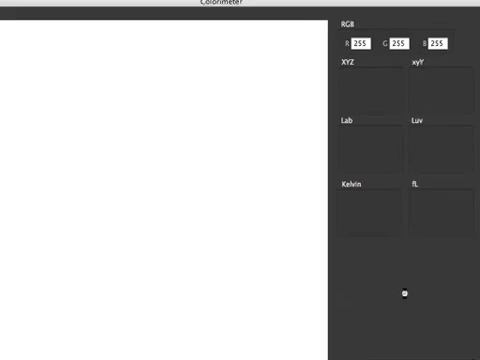 Colorimeter
RGB
R 255 G 255 B 255
XYZ xyY
Lab Luv
Kelvin fL